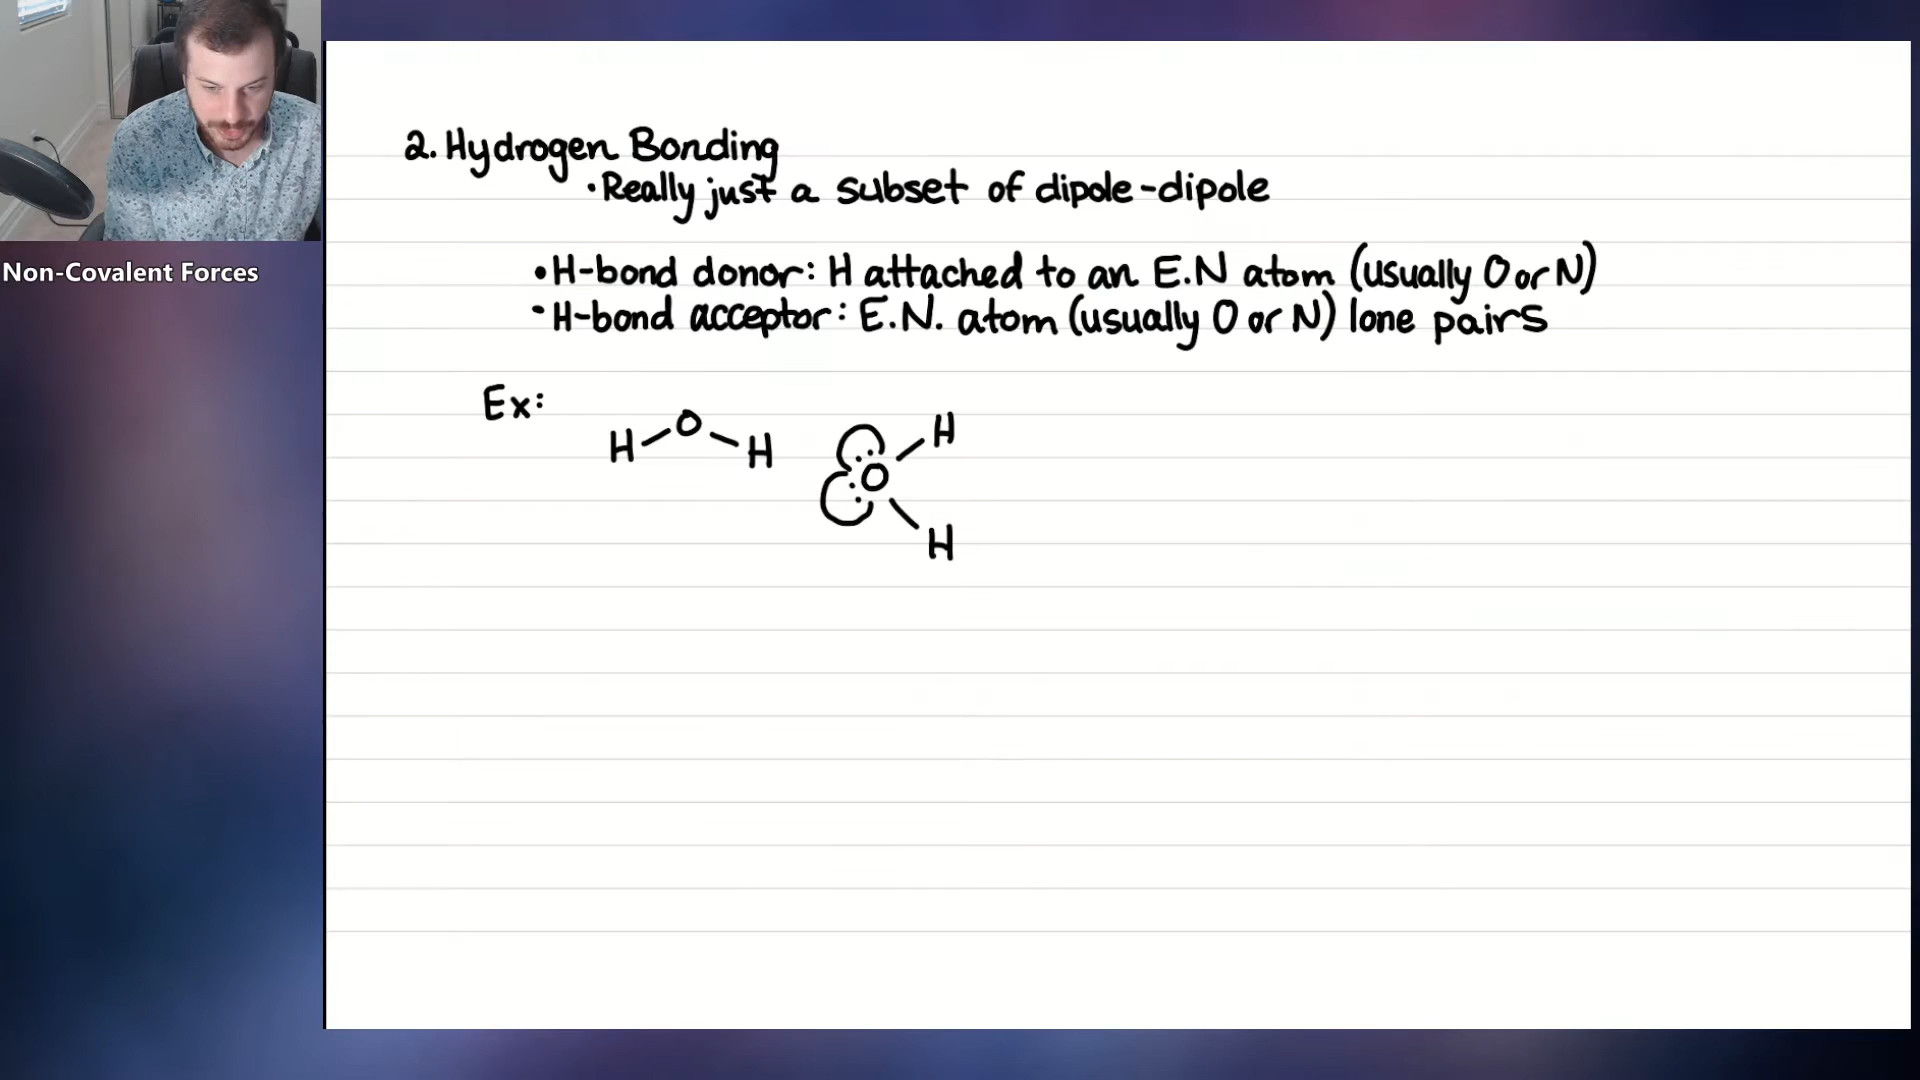 2. Hydrogen Bonding
• Really just a subset of dipole-dipole
• H-bond donor: H attached to an E.N atom (usually O or N)
• H-bond acceptor: E.N. atom (usually O or N) lone pairs
Non-Covalent Forces
Ex:
H O H
O H
H